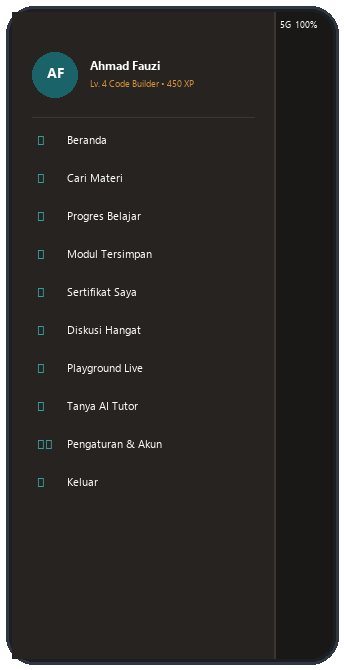 5G 100%
AF
Ahmad Fauzi
Lv. 4 Code Builder • 450 XP
Beranda
Cari Materi
Progres Belajar
Modul Tersimpan
Sertifikat Saya
Diskusi Hangat
Playground Live
Tanya AI Tutor
Pengaturan & Akun
Keluar